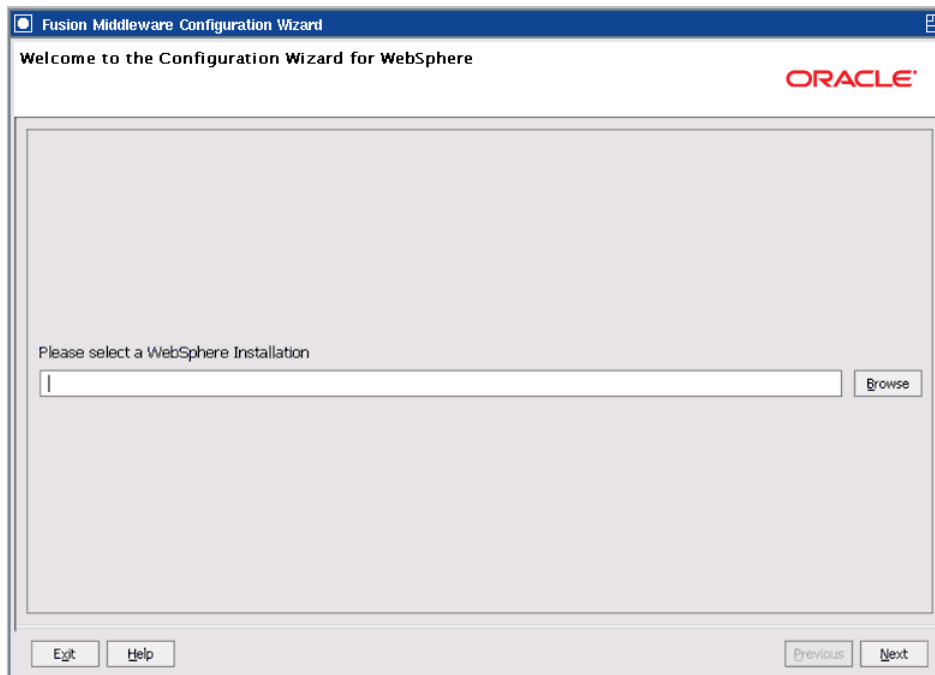 Fusion Middleware Configuration Wizard
Welcome to the Configuration Wizard for WebSphere
ORACLE
Please select a WebSphere Installation
Browse
Exit Help Previous Next